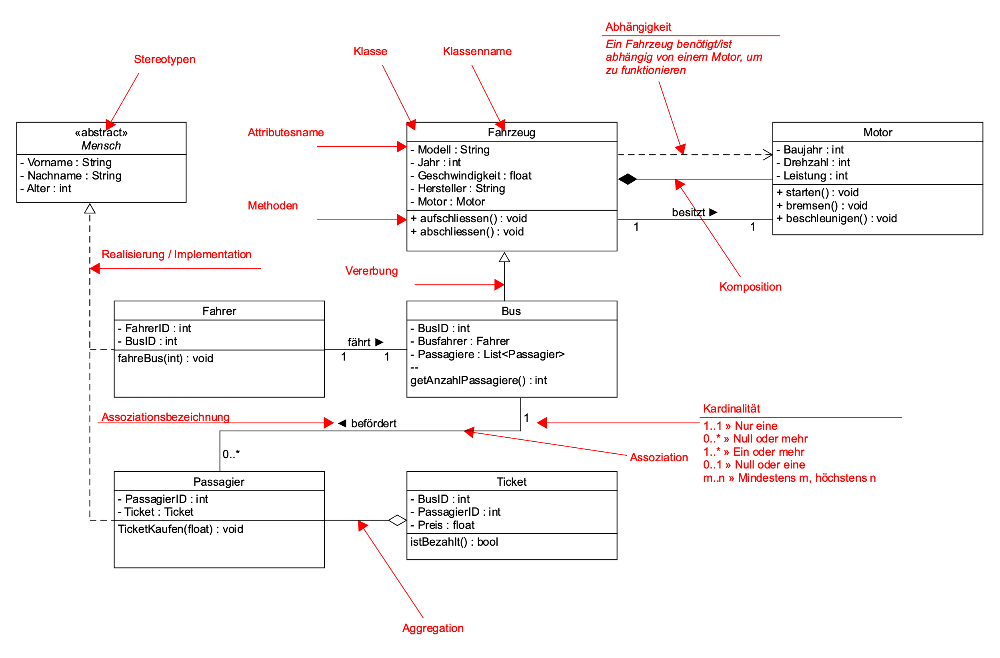 Abhängigkeit
Ein Fahrzeug benötigt/ist
abhängig von einem Motor, um
zu funktionieren
Stereotypen
Klasse
Klassenname
«abstract»
Mensch
- Vorname : String
- Nachname : String
- Alter : int
Attributesname
Methoden
Fahrzeug
- Modell : String
- Jahr : int
- Geschwindigkeit : float
- Hersteller : String
- Motor : Motor
+ aufschliessen() : void
+ abschliessen() : void
besitzt ►
1
1
Motor
- Baujahr : int
- Drehzahl : int
- Leistung : int
+ starten() : void
+ bremsen() : void
+ beschleunigen() : void
Realisierung / Implementation
Vererbung
Komposition
Fahrer
- FahrerID : int
- BusID : int
fahreBus(int) : void
fährt ►
1
1
Bus
- BusID : int
- Busfahrer : Fahrer
- Passagiere : List<Passagier>
--
getAnzahlPassagiere() : int
Assoziationsbezeichnung
◄ befördert
1
0..*
Assoziation
Kardinalität
1..1 » Nur eine
0..* » Null oder mehr
1..* » Ein oder mehr
0..1 » Null oder eine
m..n » Mindestens m, höchstens n
Passagier
- PassagierID : int
- Ticket : Ticket
TicketKaufen(float) : void
Ticket
- BusID : int
- PassagierID : int
- Preis : float
istBezahlt() : bool
Aggregation